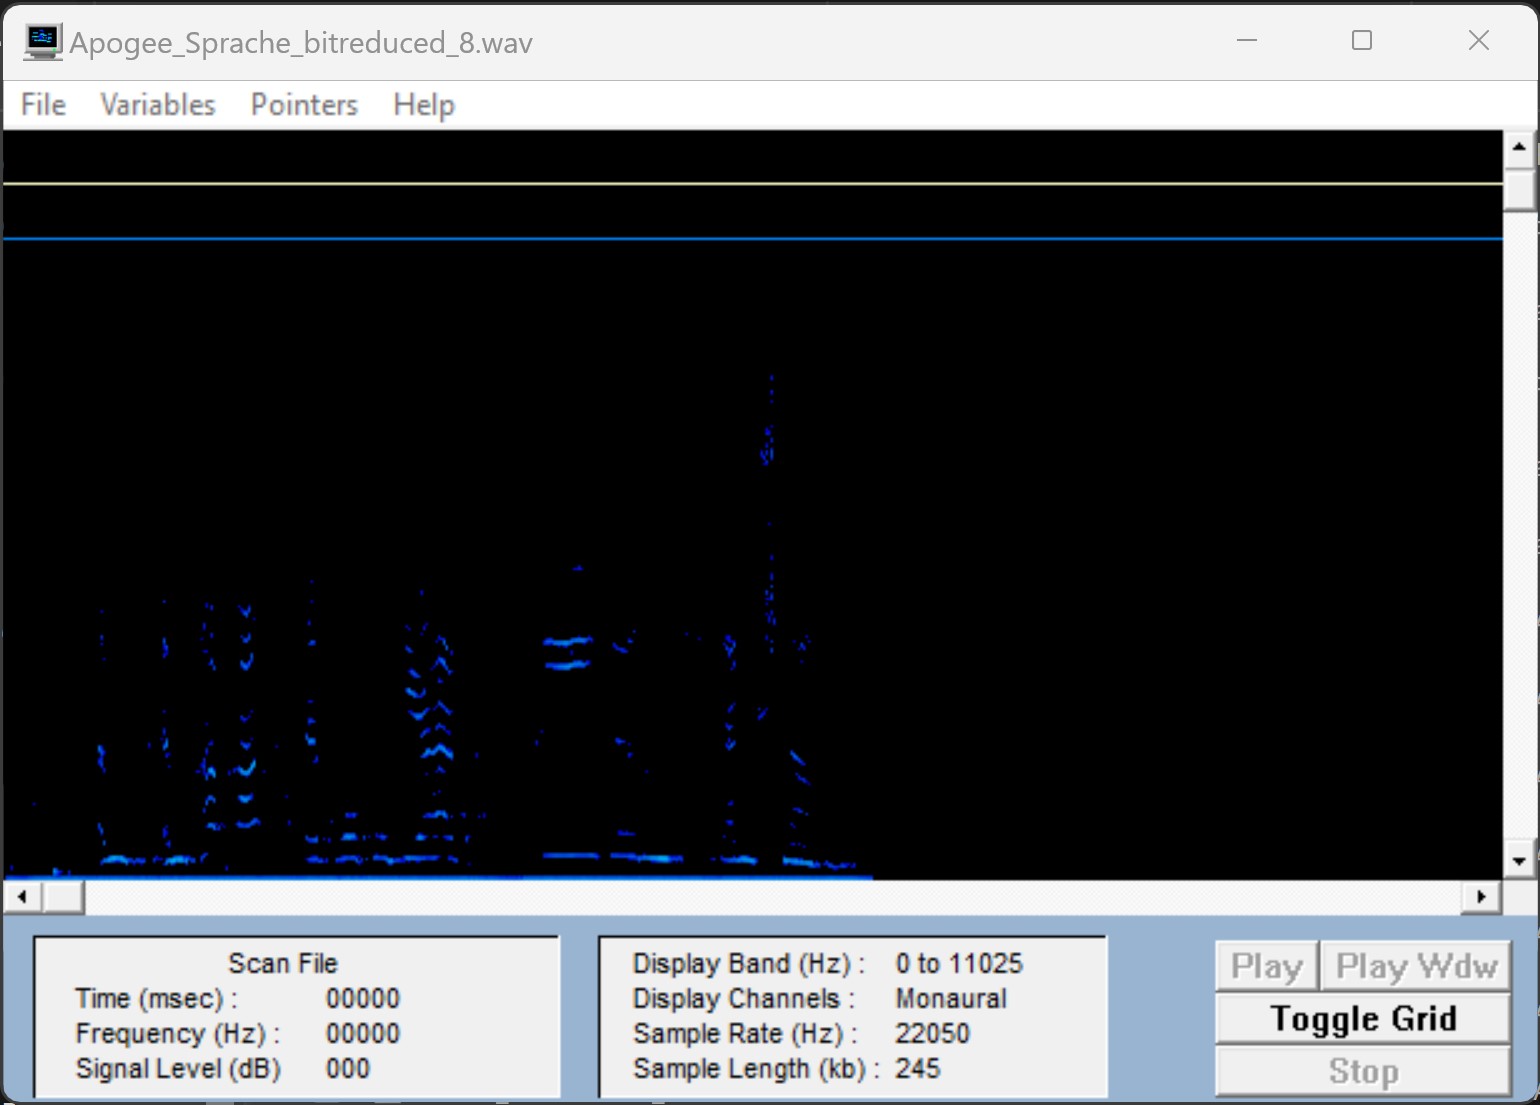 Apogee_Sprache_bitreduced_8.wav
File Variables Pointers Help
Scan File
Time (msec) : 00000
Frequency (Hz) : 00000
Signal Level (dB) 000
Display Band (Hz) : 0 to 11025
Display Channels : Monaural
Sample Rate (Hz) : 22050
Sample Length (kb) : 245
Play Play Wdw
Toggle Grid
Stop